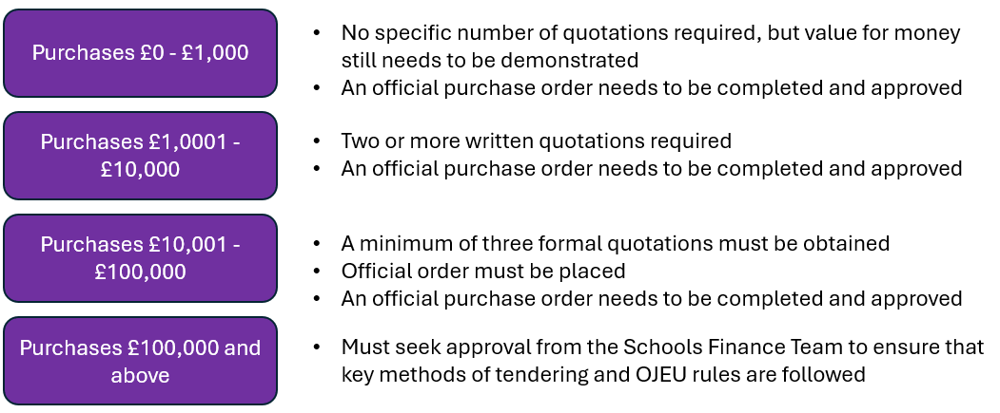 Purchases £0 - £1,000
• No specific number of quotations required, but value for money
still needs to be demonstrated
• An official purchase order needs to be completed and approved
Purchases £1,0001 -
£10,000
• Two or more written quotations required
• An official purchase order needs to be completed and approved
Purchases £10,001 -
£100,000
• A minimum of three formal quotations must be obtained
• Official order must be placed
• An official purchase order needs to be completed and approved
Purchases £100,000 and
above
• Must seek approval from the Schools Finance Team to ensure that
key methods of tendering and OJEU rules are followed